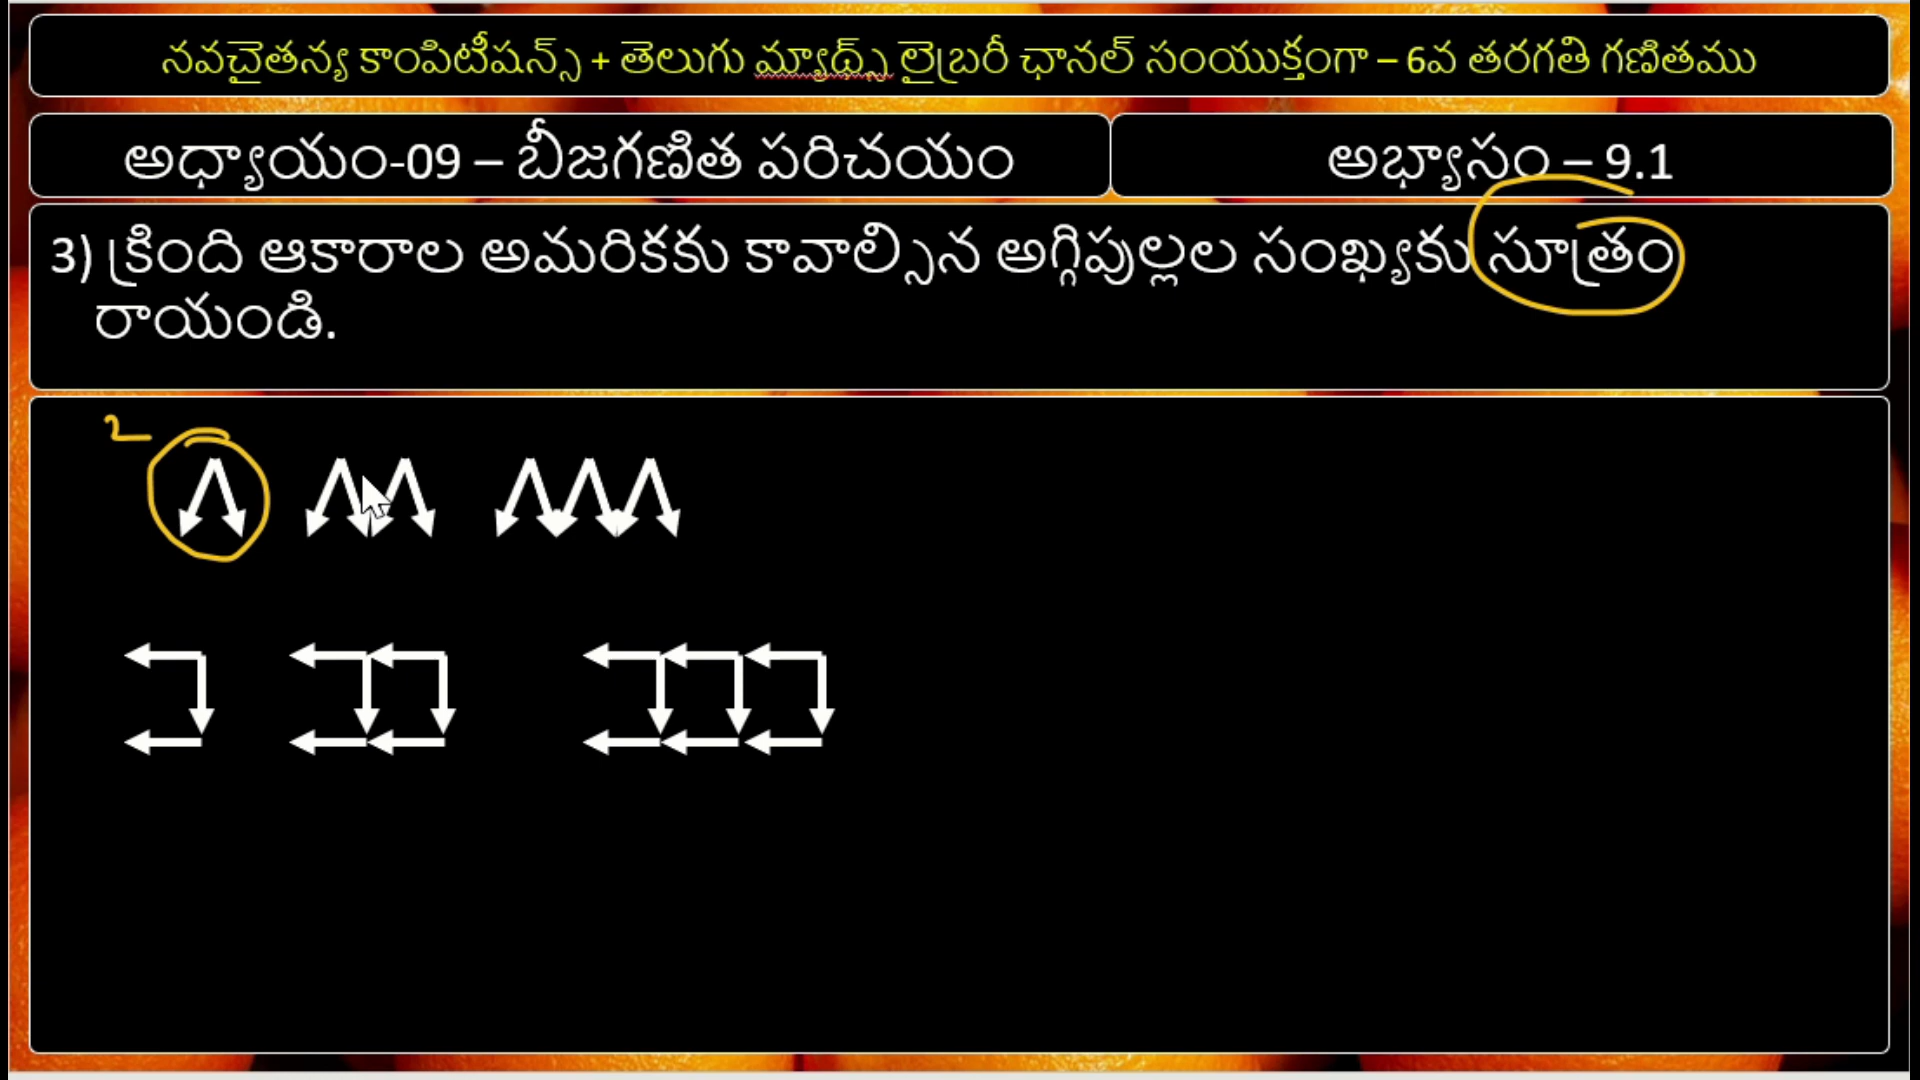 నవచైతన్య కాంపిటీషన్స్ + తెలుగు మ్యాథ్స్ లైబ్రరీ ఛానల్ సంయుక్తంగా – 6వ తరగతి గణితము
అధ్యాయం-09 – బీజగణిత పరిచయం
అభ్యాసం – 9.1
3) క్రింది ఆకారాల అమరికకు కావాల్సిన అగ్గిపుల్లల సంఖ్యకు సూత్రం
రాయండి.
2